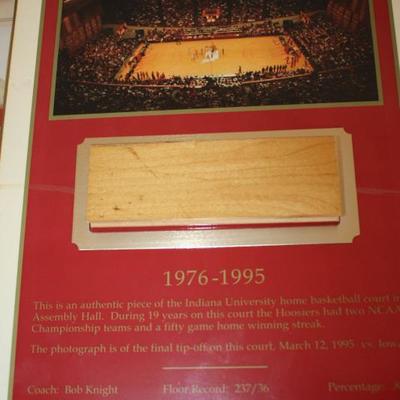 1976-1995
This is an authentic piece of the Indiana University home basketball court in
Assembly Hall. During 19 years on this court the Hoosiers had two NCAA
Championship teams and a fifty game home winning streak.
The photograph is of the final tip-off on this court, March 12, 1995 vs. Iowa
Coach: Bob Knight Floor Record: 237/36 Percentage: